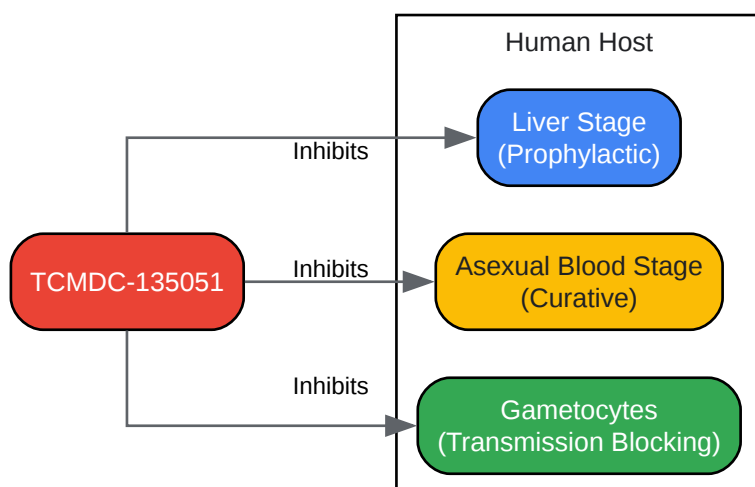 Human Host
Liver Stage
(Prophylactic)
Inhibits
TCMDC-135051
Inhibits
Asexual Blood Stage
(Curative)
Inhibits
Gametocytes
(Transmission Blocking)